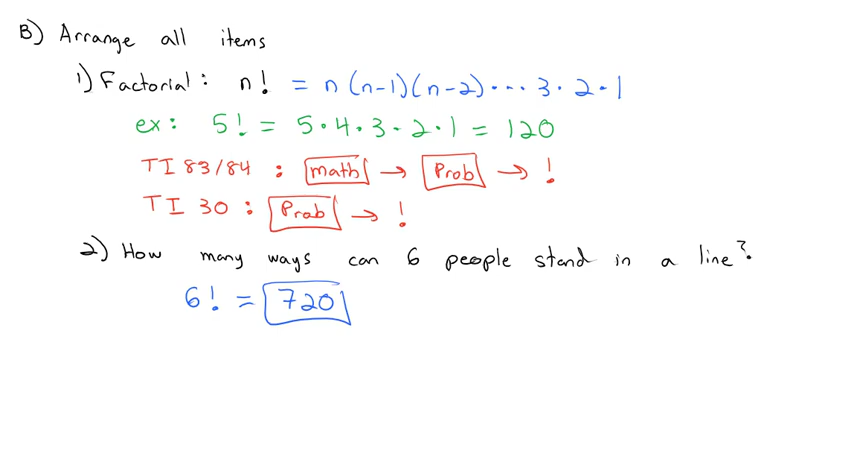 B) Arrange all items
1) Factorial: n! = n(n-1)(n-2)····3·2·1
ex: 5! = 5·4·3·2·1 = 120
TI 83/84 : math → Prob → !
TI 30 : Prob → !
2) How many ways can 6 people stand in a line?
6! = 720